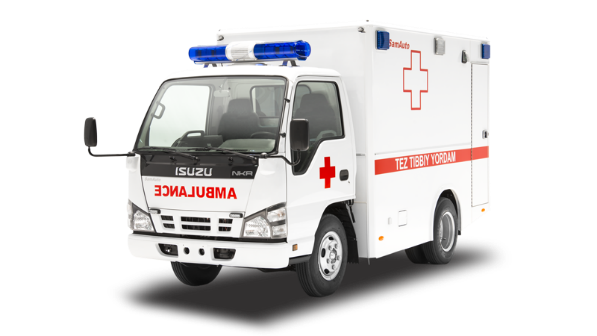 SamAuto
ISUZU NKR
AMBULANCE
TEZ TIBBIY YORDAM